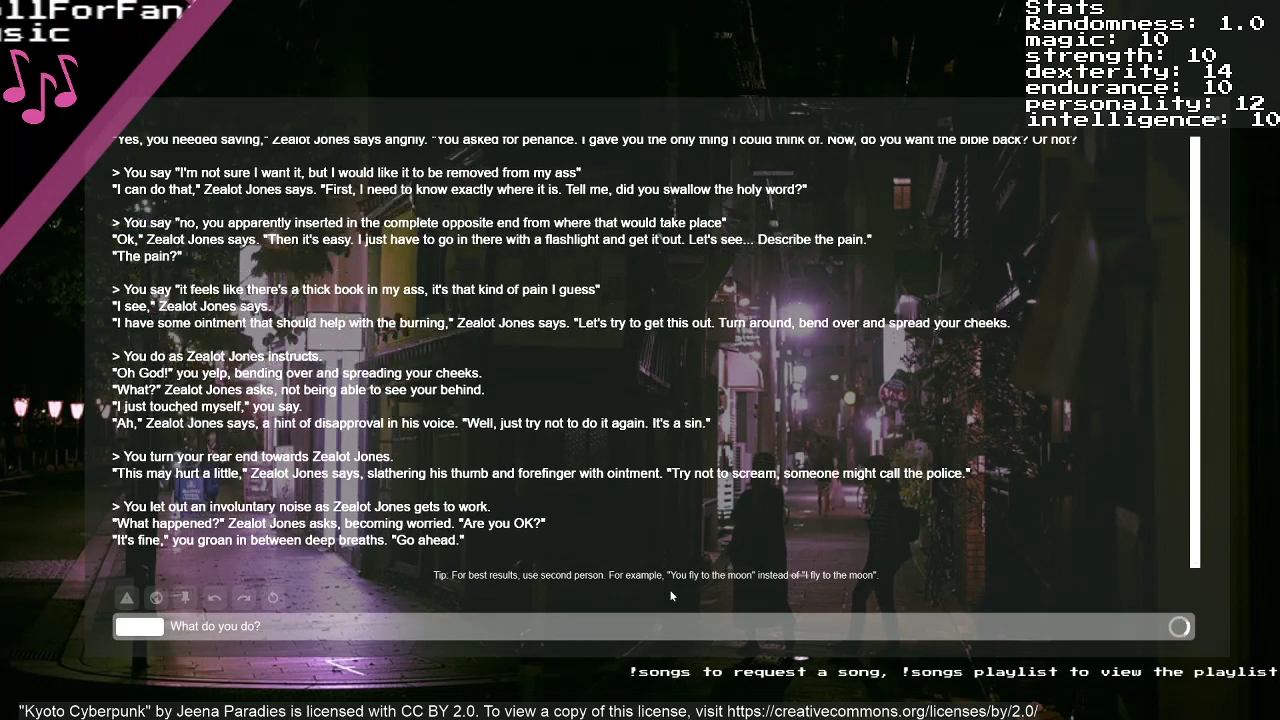 ollForFan
usic
Stats
Randomness: 1.0
magic: 10
strength: 10
dexterity: 14
endurance: 10
personality: 12
intelligence: 10
"Yes, you needed saving," Zealot Jones says angrily. "You asked for penance. I gave you the only thing I could think of. Now, do you want the bible back? Or not?"
> You say "I'm not sure I want it, but I would like it to be removed from my ass"
"I can do that," Zealot Jones says. "First, I need to know exactly where it is. Tell me, did you swallow the holy word?"
> You say "no, you apparently inserted in the complete opposite end from where that would take place"
"Ok," Zealot Jones says. "Then it's easy. I just have to go in there with a flashlight and get it out. Let's see... Describe the pain."
"The pain?"
> You say "it feels like there's a thick book in my ass, it's that kind of pain I guess"
"I see," Zealot Jones says.
"I have some ointment that should help with the burning," Zealot Jones says. "Let's try to get this out. Turn around, bend over and spread your cheeks.
> You do as Zealot Jones instructs.
"Oh God!" you yelp, bending over and spreading your cheeks.
"What?" Zealot Jones asks, not being able to see your behind.
"I just touched myself," you say.
"Ah," Zealot Jones says, a hint of disapproval in his voice. "Well, just try not to do it again. It's a sin."
> You turn your rear end towards Zealot Jones.
"This may hurt a little," Zealot Jones says, slathering his thumb and forefinger with ointment. "Try not to scream, someone might call the police."
> You let out an involuntary noise as Zealot Jones gets to work.
"What happened?" Zealot Jones asks, becoming worried. "Are you OK?"
"It's fine," you groan in between deep breaths. "Go ahead."
Tip: For best results, use second person. For example, "You fly to the moon" instead of "I fly to the moon".
What do you do?
!songs to request a song, !songs playlist to view the playlist
"Kyoto Cyberpunk" by Jeena Paradies is licensed with CC BY 2.0. To view a copy of this license, visit https://creativecommons.org/licenses/by/2.0/